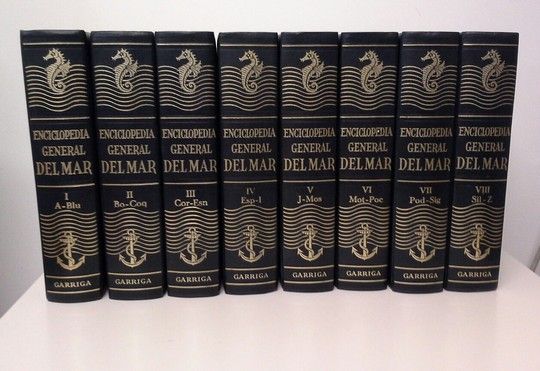 ENCICLOPEDIA
GENERAL
DEL MAR
I
A-Blu
GARRIGA
ENCICLOPEDIA
GENERAL
DEL MAR
II
Bo-Coq
GARRIGA
ENCICLOPEDIA
GENERAL
DEL MAR
III
Cor-Esn
GARRIGA
ENCICLOPEDIA
GENERAL
DEL MAR
IV
Esp-I
GARRIGA
ENCICLOPEDIA
GENERAL
DEL MAR
V
J-Mos
GARRIGA
ENCICLOPEDIA
GENERAL
DEL MAR
VI
Mot-Poc
GARRIGA
ENCICLOPEDIA
GENERAL
DEL MAR
VII
Pod-Sig
GARRIGA
ENCICLOPEDIA
GENERAL
DEL MAR
VIII
Sil-Z
GARRIGA